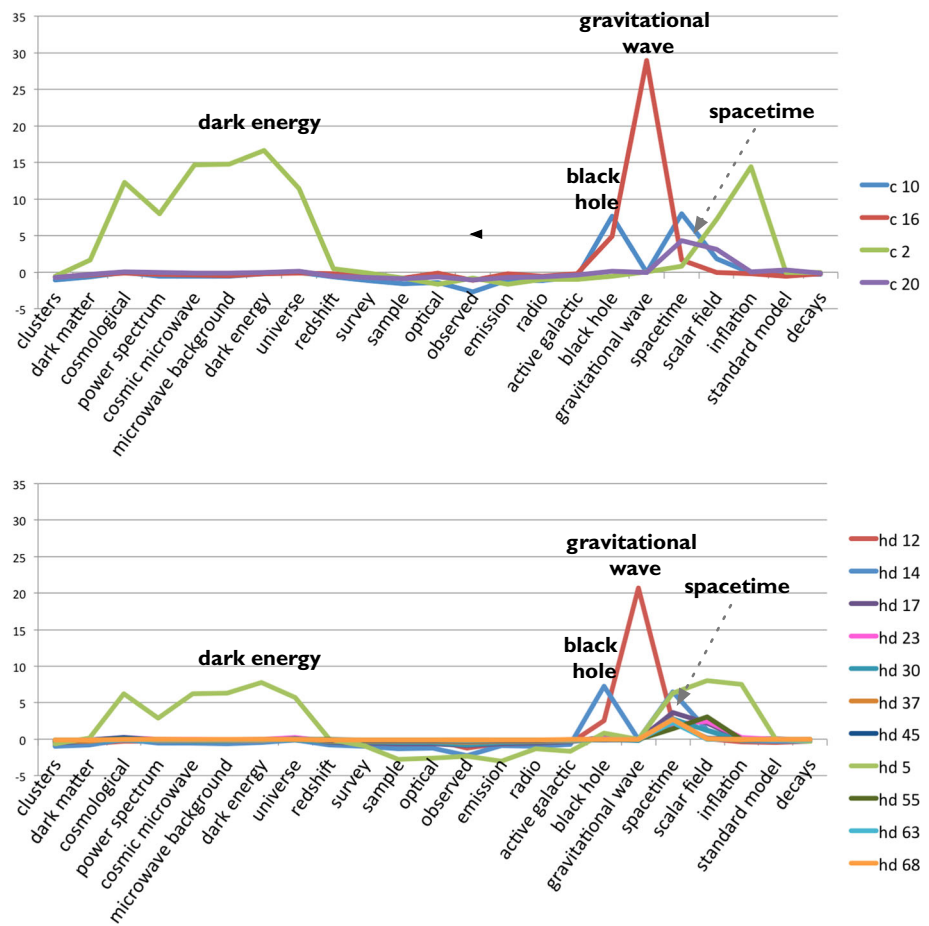 35
30
25
20
15
10
5
0
-5
gravitational
wave
dark energy
spacetime
black
hole
clusters
dark matter
cosmological
power spectrum
cosmic microwave
microwave background
dark energy
universe
redshift
survey
sample
optical
observed
emission
radio
active galactic
black hole
gravitational wave
spacetime
scalar field
inflation
standard model
decays
c 10
c 16
c 2
c 20
35
30
25
20
15
10
5
0
-5
gravitational
wave
spacetime
dark energy
black
hole
clusters
dark matter
cosmological
power spectrum
cosmic microwave
microwave background
dark energy
universe
redshift
survey
sample
optical
observed
emission
radio
active galactic
black hole
gravitational wave
spacetime
scalar field
inflation
standard model
decays
hd 12
hd 14
hd 17
hd 23
hd 30
hd 37
hd 45
hd 5
hd 55
hd 63
hd 68